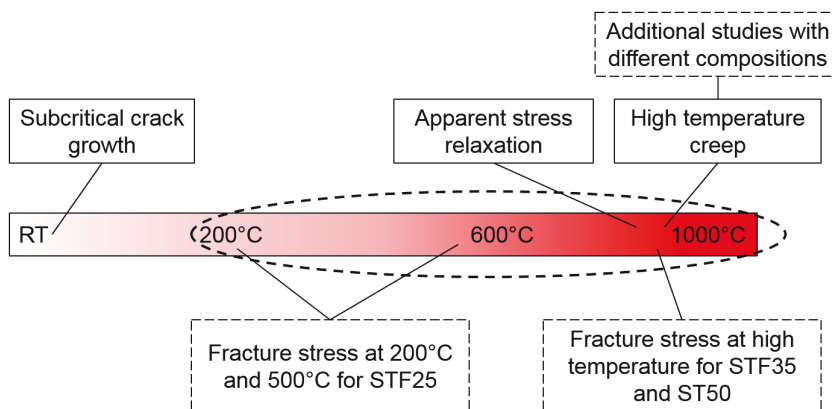 Additional studies with
different compositions
Subcritical crack
growth
Apparent stress
relaxation
High temperature
creep
RT
200°C
600°C
1000°C
Fracture stress at 200°C
and 500°C for STF25
Fracture stress at high
temperature for STF35
and ST50